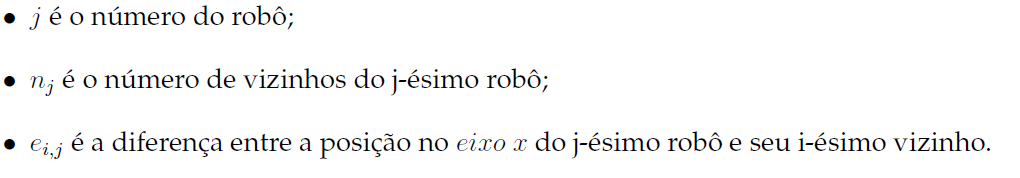 • j é o número do robô;
• n_j é o número de vizinhos do j-ésimo robô;
• e_{i,j} é a diferença entre a posição no eixo x do j-ésimo robô e seu i-ésimo vizinho.